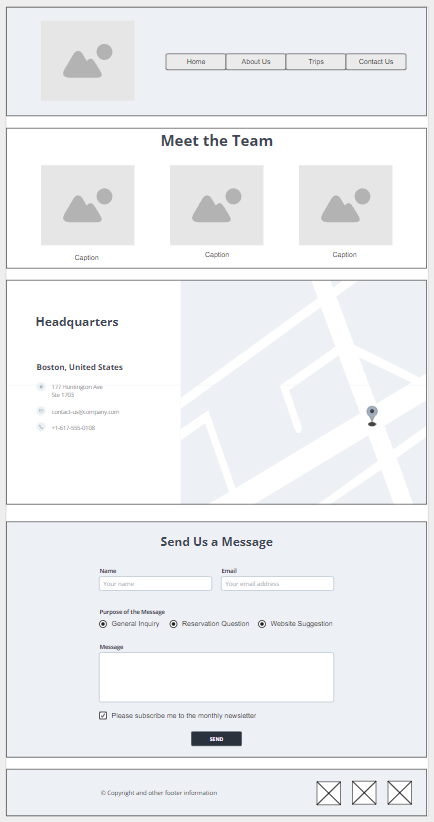 Home
About Us
Trips
Contact Us
Meet the Team
Caption
Caption
Caption
Headquarters
Boston, United States
177 Huntington Ave
Ste 1703
contact-us@company.com
+1-617-555-0108
Send Us a Message
Name
Email
Your name
Your email address
Purpose of the Message
General Inquiry
Reservation Question
Website Suggestion
Message
Please subscribe me to the monthly newsletter
SEND
© Copyright and other footer information